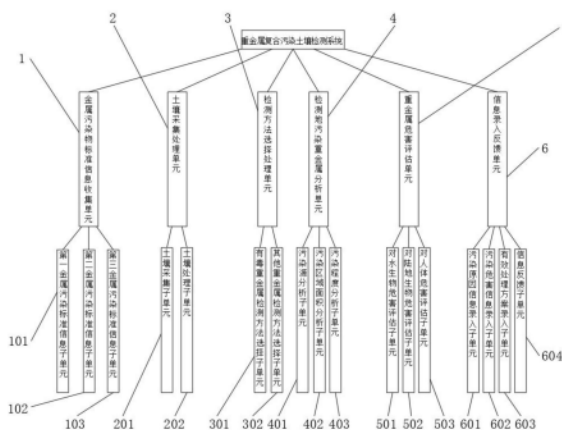 2
3
4
1
重金属复合污染土壤检测系统
金属污染物标准信息收集单元
土壤采集处理单元
检测方法选择处理单元
检测地污染重金属分析单元
重金属危害评估单元
信息录入反馈单元
6
第一金属污染标准信息子单元
第二金属污染标准信息子单元
第三金属污染标准信息子单元
土壤采集子单元
土壤处理子单元
有毒重金属检测方法选择子单元
其他重金属检测方法选择子单元
污染源分析子单元
污染区域面积分析子单元
污染程度分析子单元
对水生物危害评估子单元
对陆地生物危害评估子单元
对人体危害评估子单元
污染原因信息录入子单元
污染危害信息录入子单元
有效处理方案录入子单元
信息反馈子单元
101
102
103
201
202
301
302
401
402
403
501
502
503
601
602
603
604